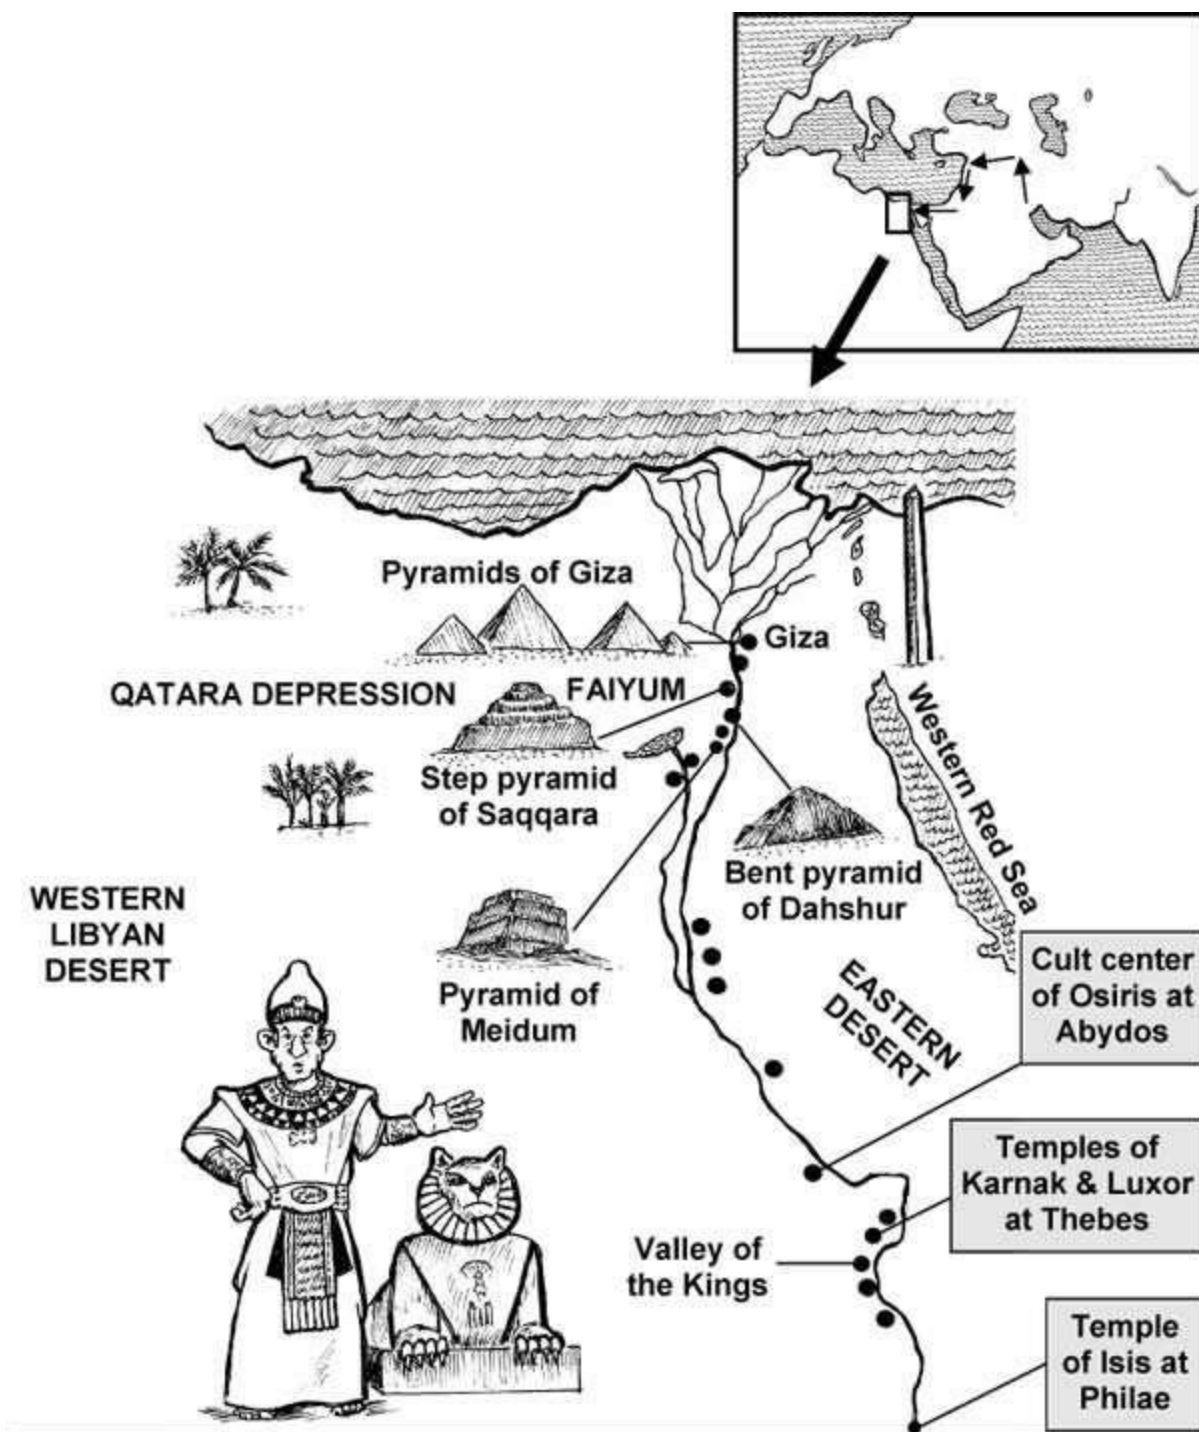 Pyramids of Giza
Giza
QATARA DEPRESSION
FAIYUM
Step pyramid
of Saqqara
Western Red Sea
Bent pyramid
of Dahshur
WESTERN
LIBYAN
DESERT
Pyramid of
Meidum
EASTERN
DESERT
Cult center
of Osiris at
Abydos
Temples of
Karnak & Luxor
at Thebes
Valley of
the Kings
Temple
of Isis at
Philae